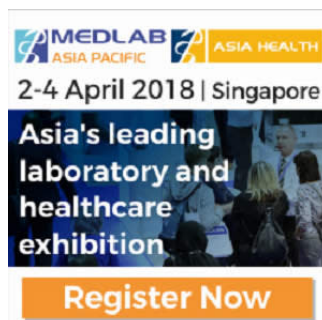 MEDLAB
ASIA PACIFIC
ASIA HEALTH
2-4 April 2018 | Singapore
Asia's leading
laboratory and
healthcare
exhibition
Register Now